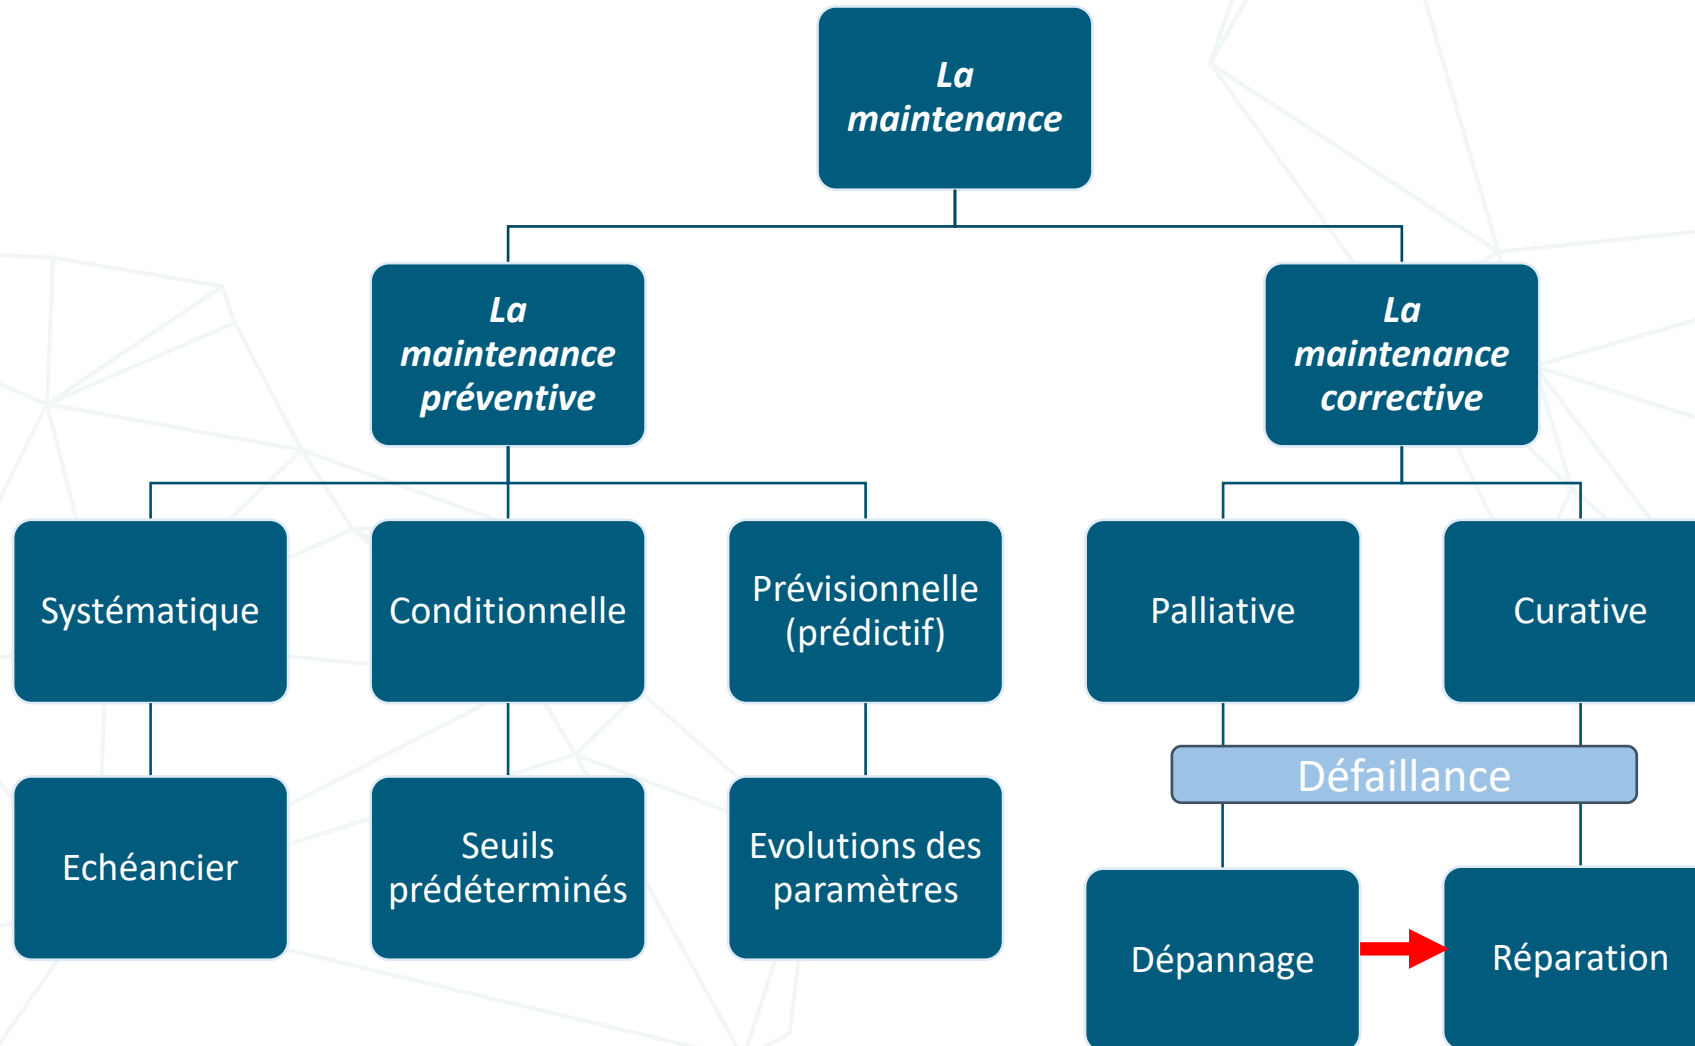 La
maintenance
La
maintenance
préventive
La
maintenance
corrective
Systématique
Conditionnelle
Prévisionnelle
(prédictif)
Palliative
Curative
Défaillance
Echéancier
Seuils
prédéterminés
Evolutions des
paramètres
Dépannage
Réparation